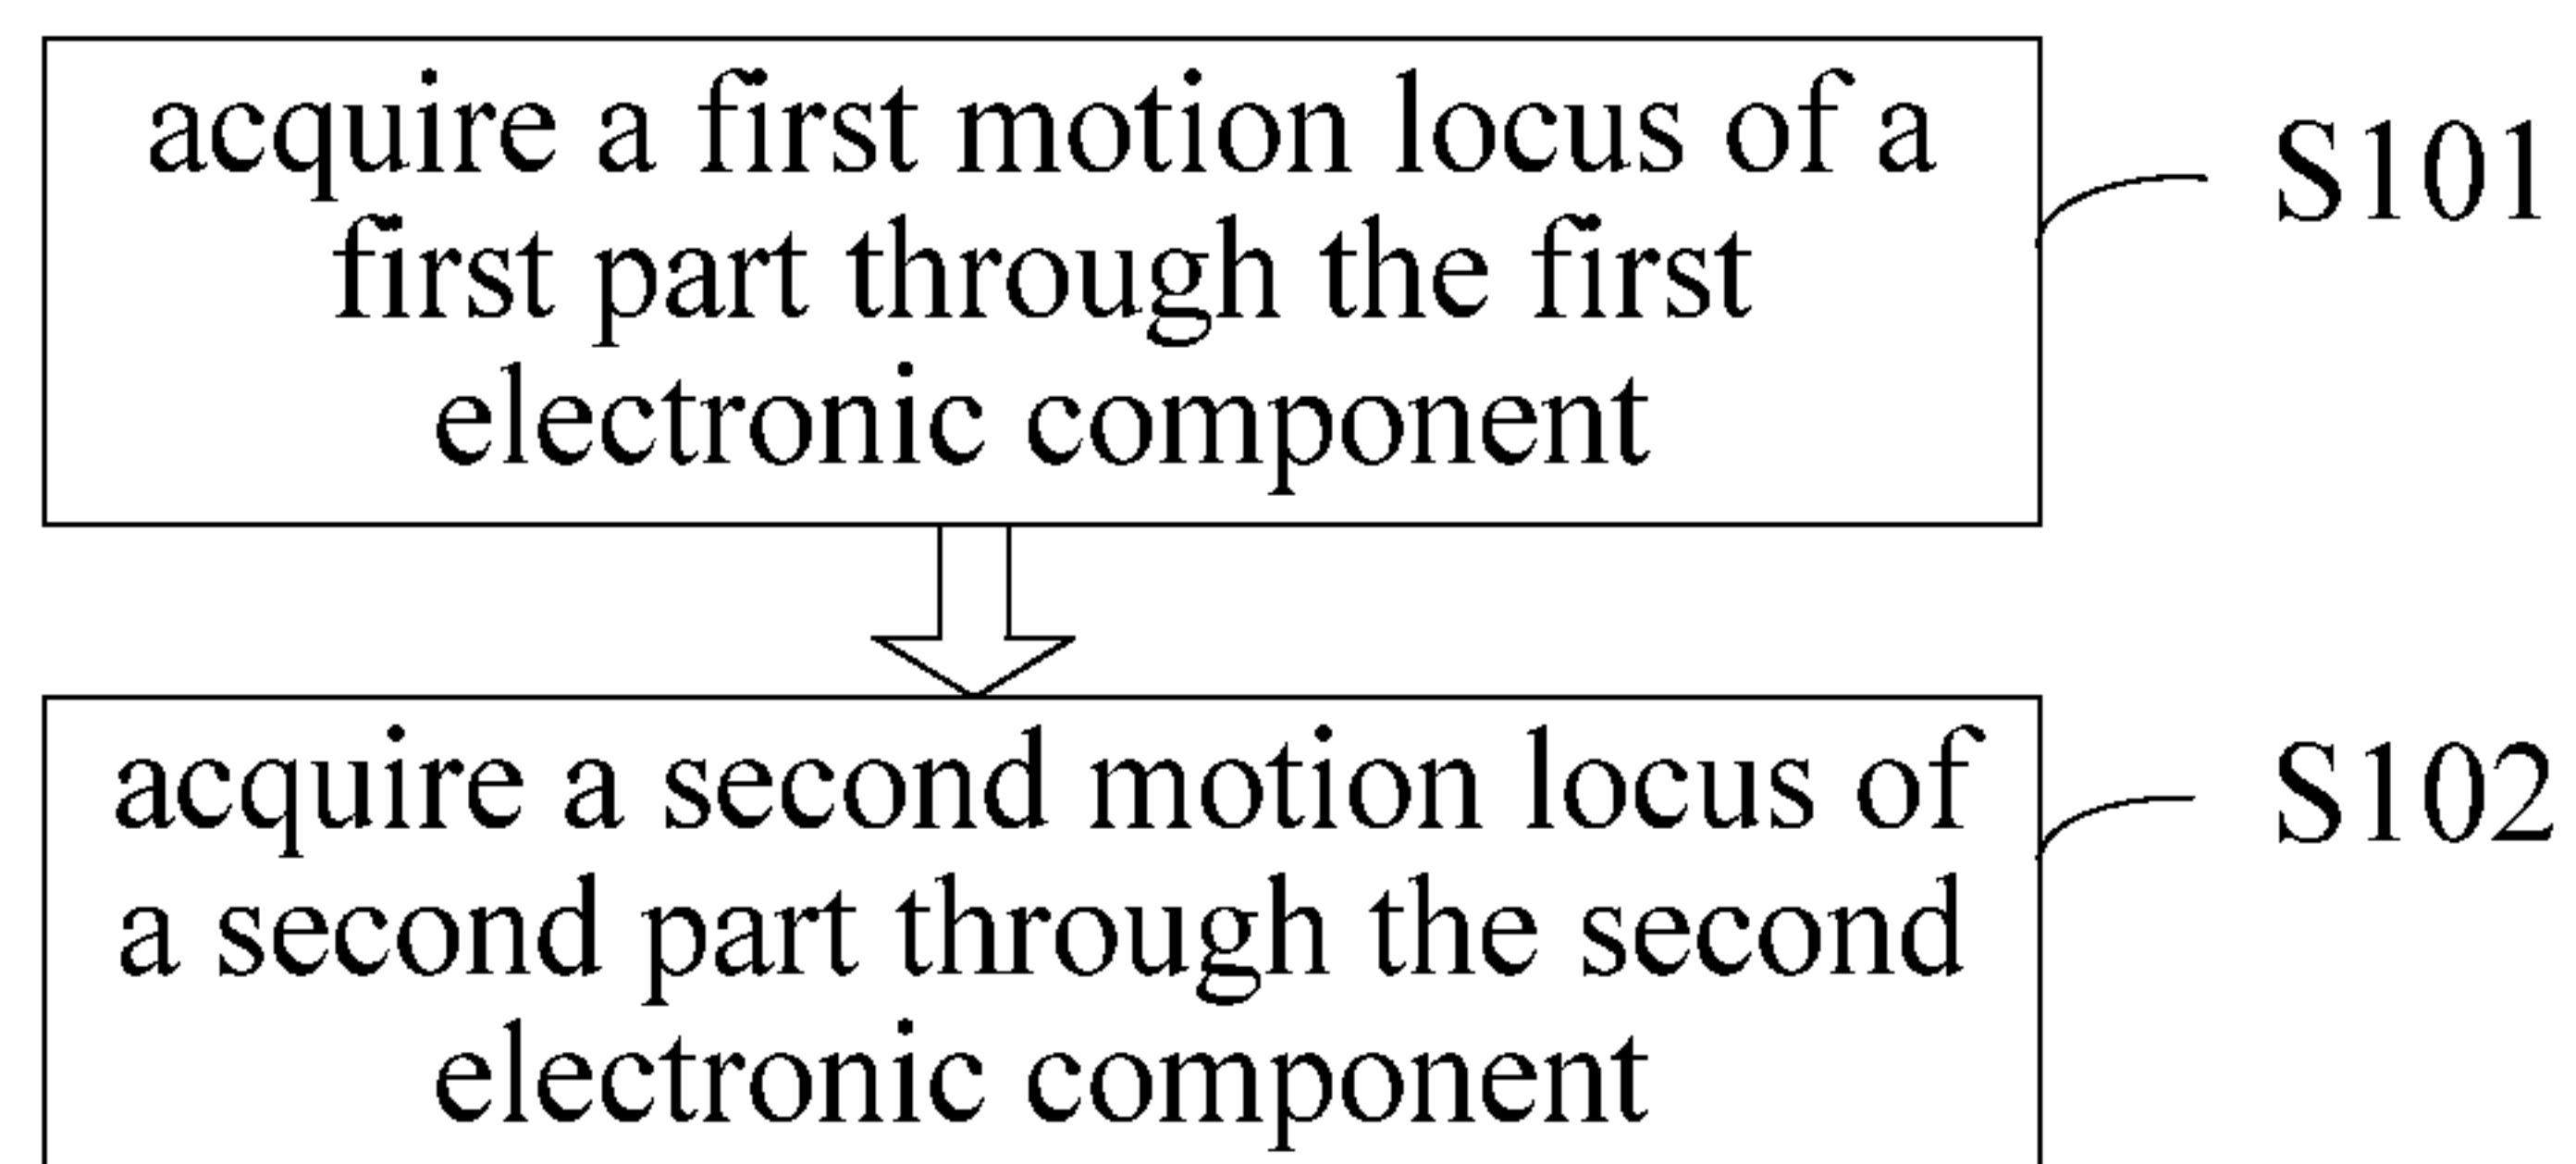 acquire a first motion locus of a
first part through the first
electronic component
S101
acquire a second motion locus of
a second part through the second
electronic component
S102